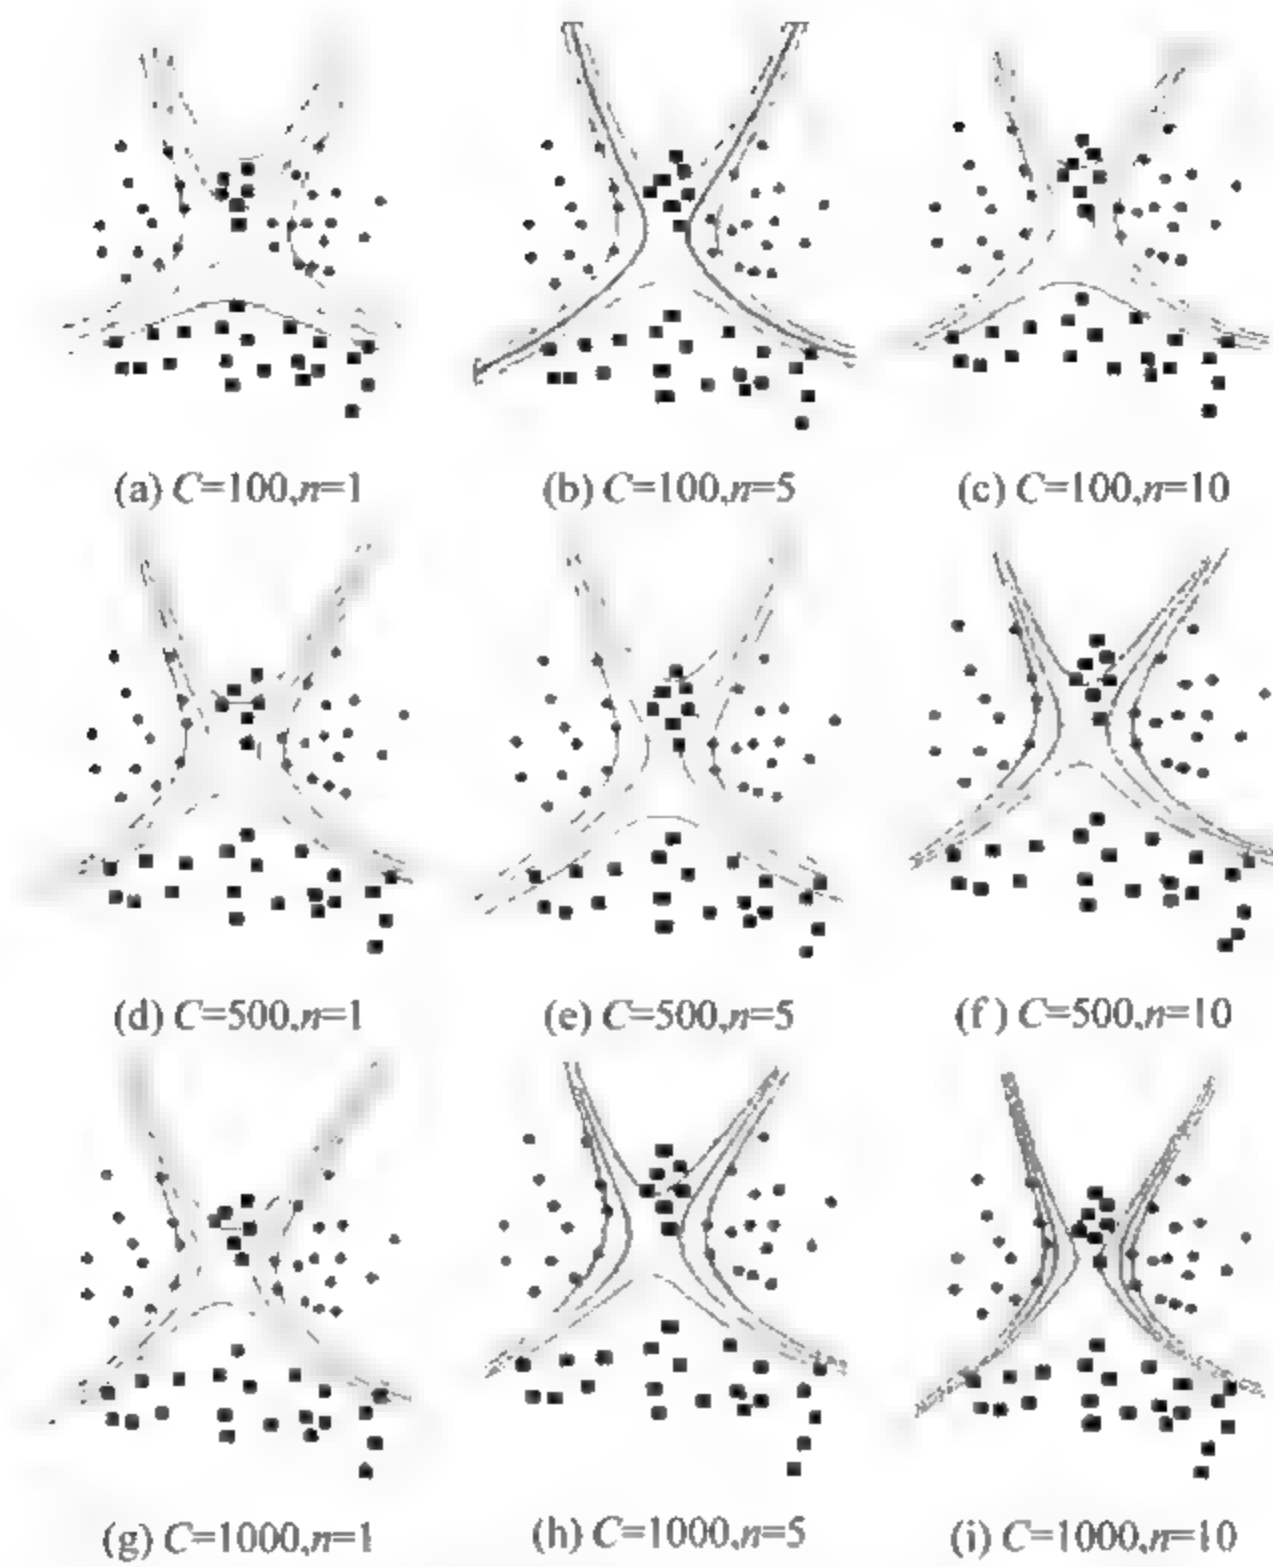 (a) C=100,n=1
(b) C=100,n=5
(c) C=100,n=10
(d) C=500,n=1
(e) C=500,n=5
(f) C=500,n=10
(g) C=1000,n=1
(h) C=1000,n=5
(i) C=1000,n=10